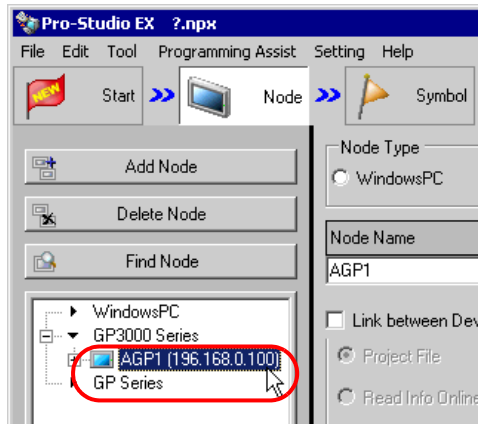 Pro-Studio EX ?.npx
File Edit Tool Programming Assist Setting Help
NEW Start Node Symbol
Add Node
Delete Node
Find Node
WindowsPC
GP3000 Series
AGP1 (196.168.0.100)
GP Series
Node Type
WindowsPC
Node Name
AGP1
Link between Dev
Project File
Read Info Online